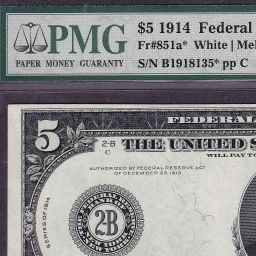 PMG
PAPER MONEY GUARANTY
$5 1914 Federal
Fr#851a* White | Mel
S/N B1918135* pp C
FEDERAL
5
2-B
C
THE UNITED S
WILL PAY TO
AUTHORIZED BY FEDERAL RESERVE ACT
OF DECEMBER 23, 1913
SERIES OF 1914
2B